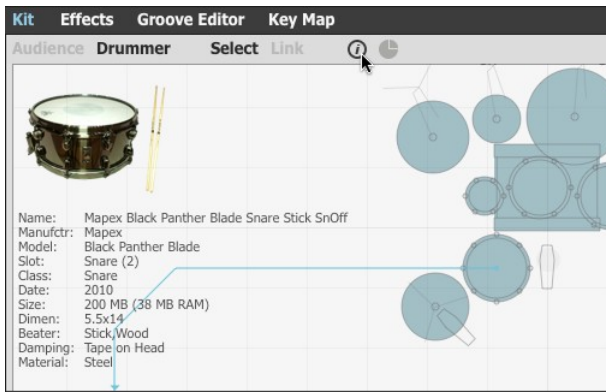 Kit Effects Groove Editor Key Map
Audience Drummer Select Link i
Name: Mapex Black Panther Blade Snare Stick SnOff
Manufctr: Mapex
Model: Black Panther Blade
Slot: Snare (2)
Class: Snare
Date: 2010
Size: 200 MB (38 MB RAM)
Dimen: 5.5x14
Beater: Stick,Wood
Damping: Tape on Head
Material: Steel